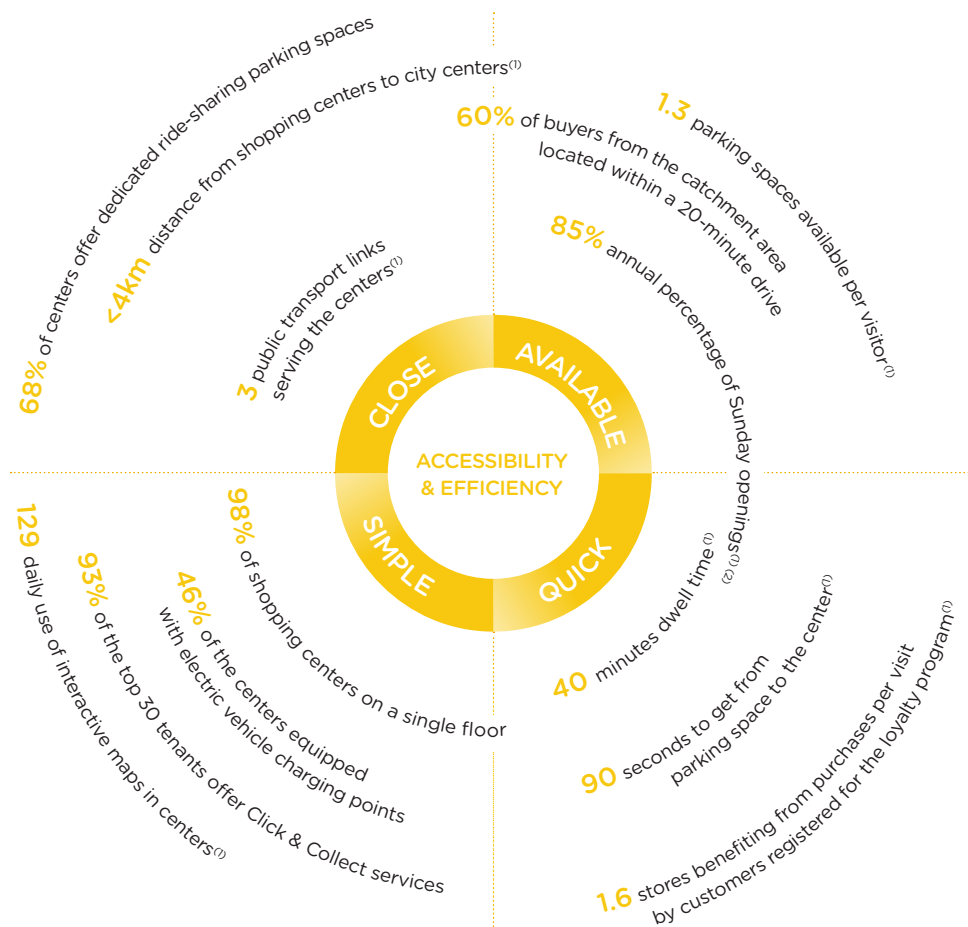 68% of centers offer dedicated ride-sharing parking spaces
<4km distance from shopping centers to city centers(1)
3 public transport links
serving the centers(1)
CLOSE
60% of buyers from the catchment area
located within a 20-minute drive
1.3 parking spaces available per visitor(1)
85% annual percentage of Sunday openings(1) (2)
AVAILABLE
ACCESSIBILITY
& EFFICIENCY
SIMPLE
98% of shopping centers on a single floor
46% of the centers equipped
with electric vehicle charging points
93% of the top 30 tenants offer Click & Collect services
129 daily use of interactive maps in centers(1)
QUICK
40 minutes dwell time(1)
90 seconds to get from
parking space to the center(1)
1.6 stores benefiting from purchases per visit
by customers registered for the loyalty program(1)